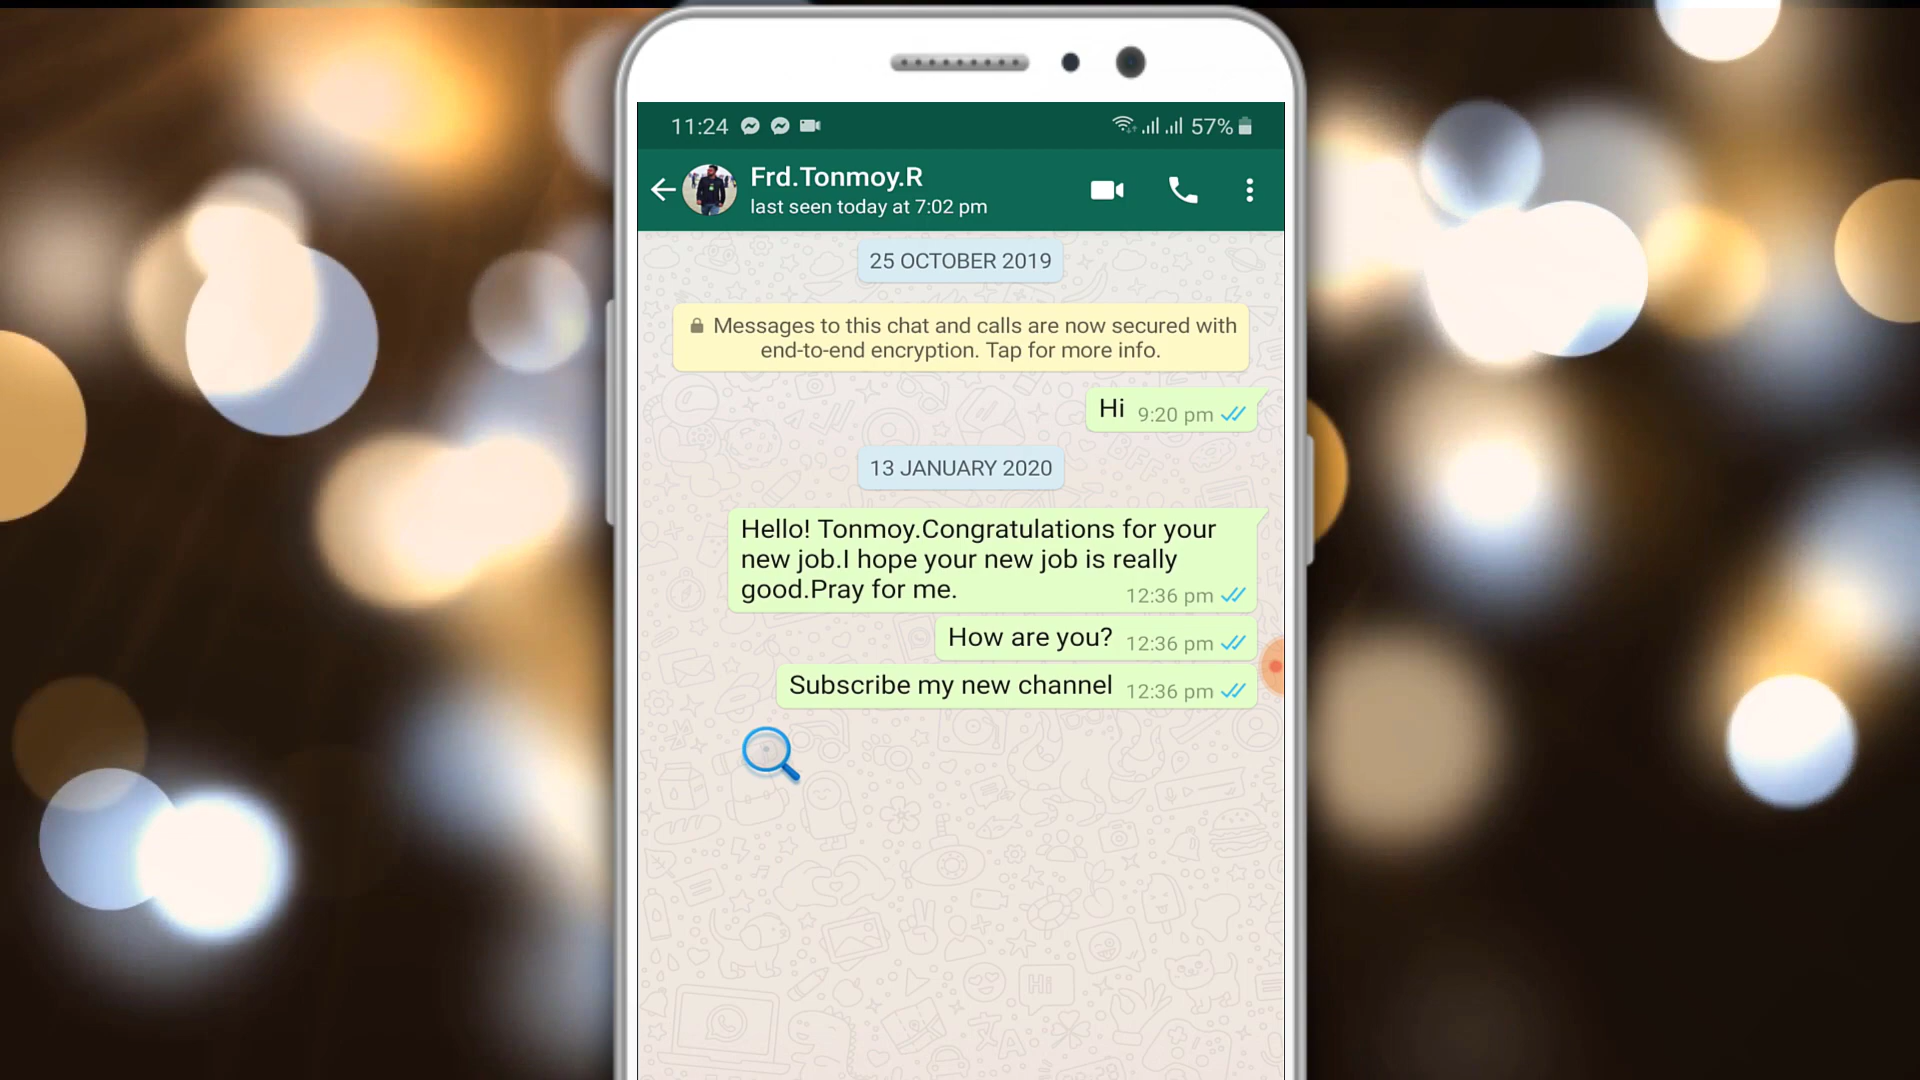 11:24 57%
Frd.Tonmoy.R
last seen today at 7:02 pm
25 OCTOBER 2019
Messages to this chat and calls are now secured with
end-to-end encryption. Tap for more info.
Hi 9:20 pm
13 JANUARY 2020
Hello! Tonmoy.Congratulations for your
new job.I hope your new job is really
good.Pray for me. 12:36 pm
How are you? 12:36 pm
Subscribe my new channel 12:36 pm